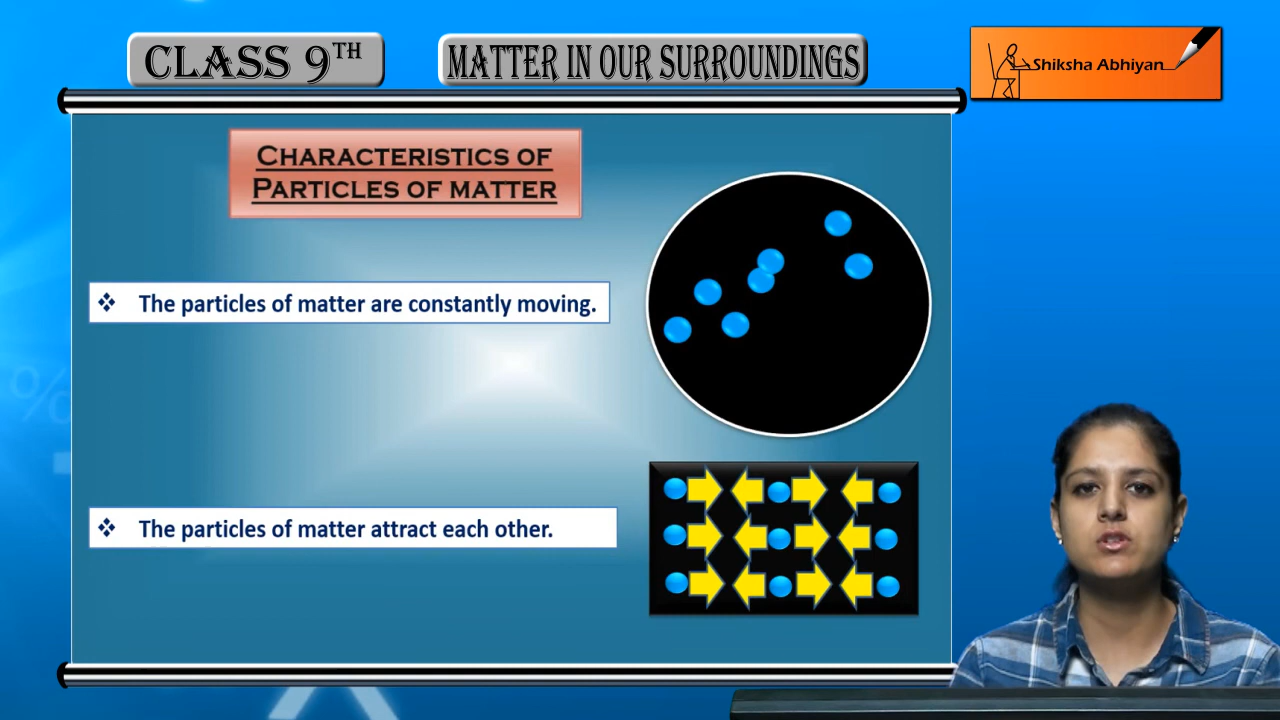 CLASS 9TH
MATTER IN OUR SURROUNDINGS
Shiksha Abhiyan
CHARACTERISTICS OF
PARTICLES OF MATTER
❖ The particles of matter are constantly moving.
❖ The particles of matter attract each other.
%